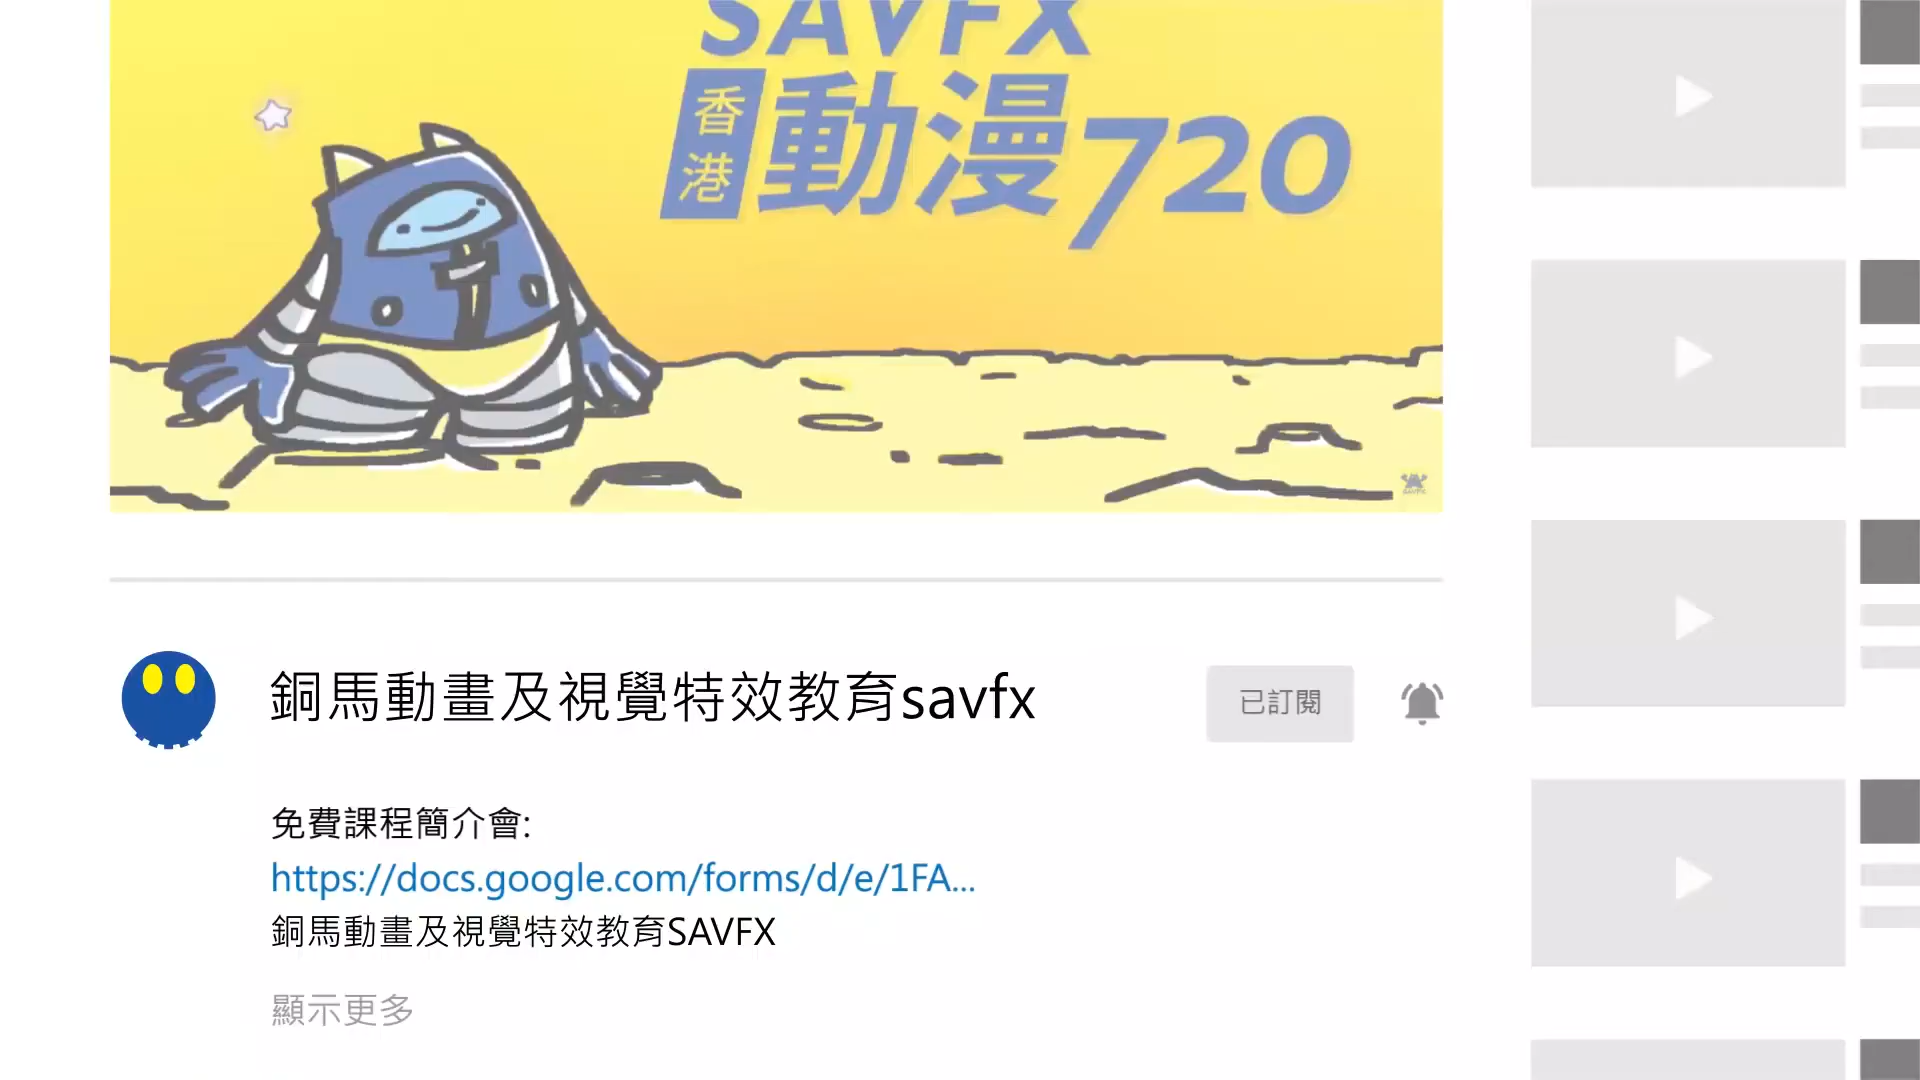 SAVFX
香港
動漫720
銅馬動畫及視覺特效教育savfx
已訂閱
免費課程簡介會:
https://docs.google.com/forms/d/e/1FA...
銅馬動畫及視覺特效教育SAVFX
顯示更多